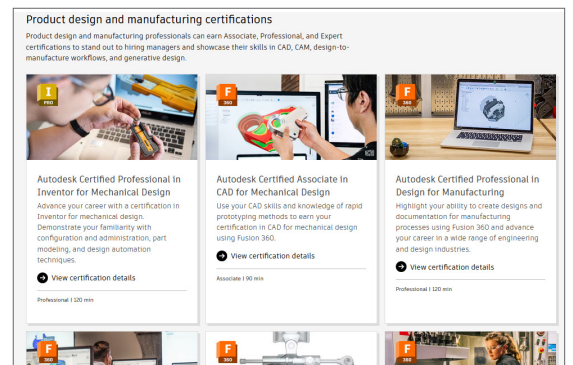 Product design and manufacturing certifications
Product design and manufacturing professionals can earn Associate, Professional, and Expert
certifications to stand out to hiring managers and showcase their skills in CAD, CAM, design-to-
manufacture workflows, and generative design.
I
PRO
F
360
F
360
Autodesk Certified Professional in
Inventor for Mechanical Design
Advance your career with a certification in
Inventor for mechanical design.
Demonstrate your familiarity with
configuration and administration, part
modeling, and design automation
techniques.
View certification details
Professional | 120 min
Autodesk Certified Associate in
CAD for Mechanical Design
Use your CAD skills and knowledge of rapid
prototyping methods to earn your
certification in CAD for mechanical design
using Fusion 360.
View certification details
Associate | 90 min
Autodesk Certified Professional in
Design for Manufacturing
Highlight your ability to create designs and
documentation for manufacturing
processes using Fusion 360 and advance
your career in a wide range of engineering
and design industries.
View certification details
Professional | 120 min
F
360
F
360
F
360